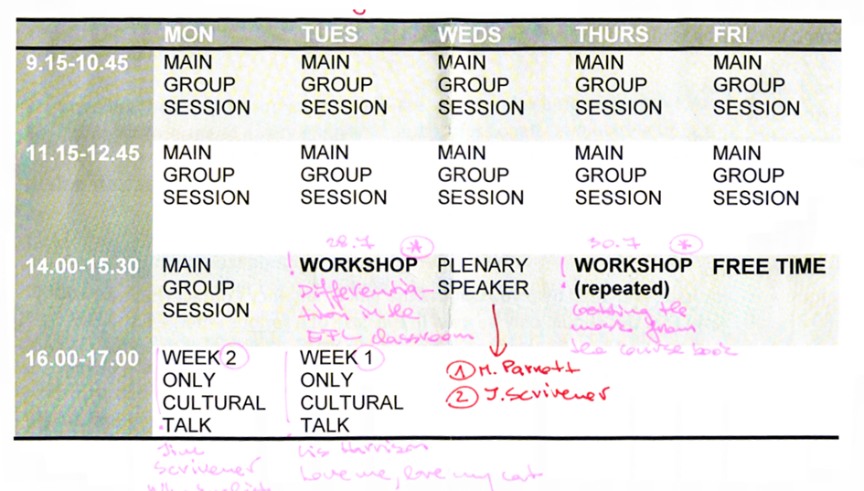 MON TUES WEDS THURS FRI
9.15-10.45 MAIN MAIN MAIN MAIN MAIN
GROUP GROUP GROUP GROUP GROUP
SESSION SESSION SESSION SESSION SESSION
11.15-12.45 MAIN MAIN MAIN MAIN MAIN
GROUP GROUP GROUP GROUP GROUP
SESSION SESSION SESSION SESSION SESSION
28.7 * 30.7 *
14.00-15.30 MAIN ! WORKSHOP PLENARY ! WORKSHOP FREE TIME
GROUP Differentia- SPEAKER (repeated)
SESSION tion in the the
EFL classroom from
the course book
16.00-17.00 WEEK 2 WEEK 1 1 M. Parrott
ONLY ONLY 2 J. Scrivener
CULTURAL CULTURAL
TALK TALK
Jim Lis Harrison
Scrivener Love me, love my cat